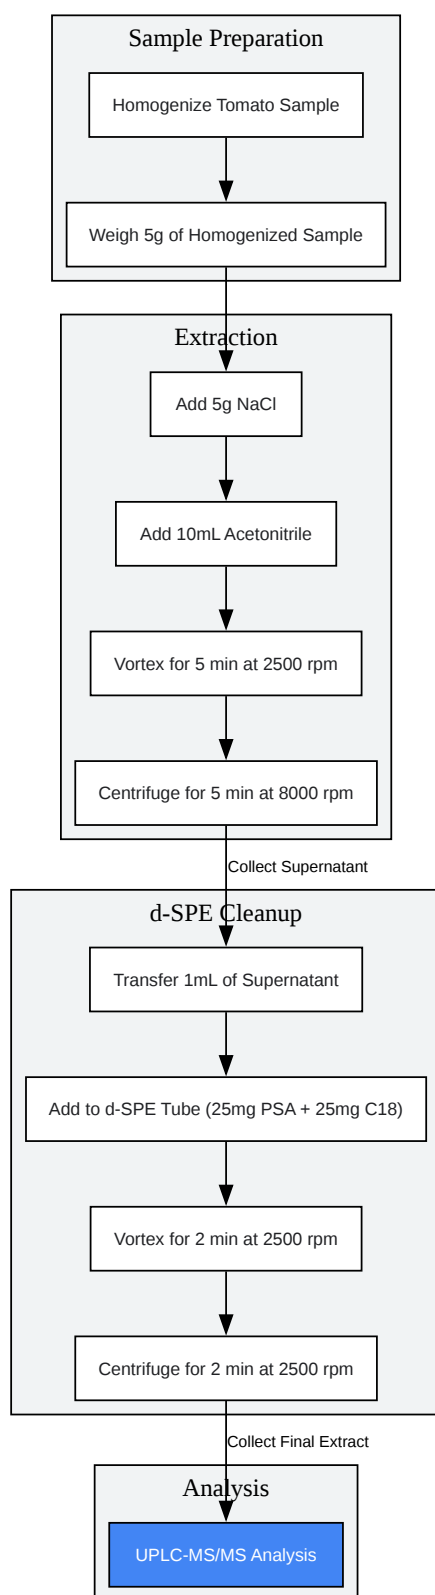 Sample Preparation
Homogenize Tomato Sample
Weigh 5g of Homogenized Sample
Extraction
Add 5g NaCl
Add 10mL Acetonitrile
Vortex for 5 min at 2500 rpm
Centrifuge for 5 min at 8000 rpm
Collect Supernatant
d-SPE Cleanup
Transfer 1mL of Supernatant
Add to d-SPE Tube (25mg PSA + 25mg C18)
Vortex for 2 min at 2500 rpm
Centrifuge for 2 min at 2500 rpm
Collect Final Extract
Analysis
UPLC-MS/MS Analysis